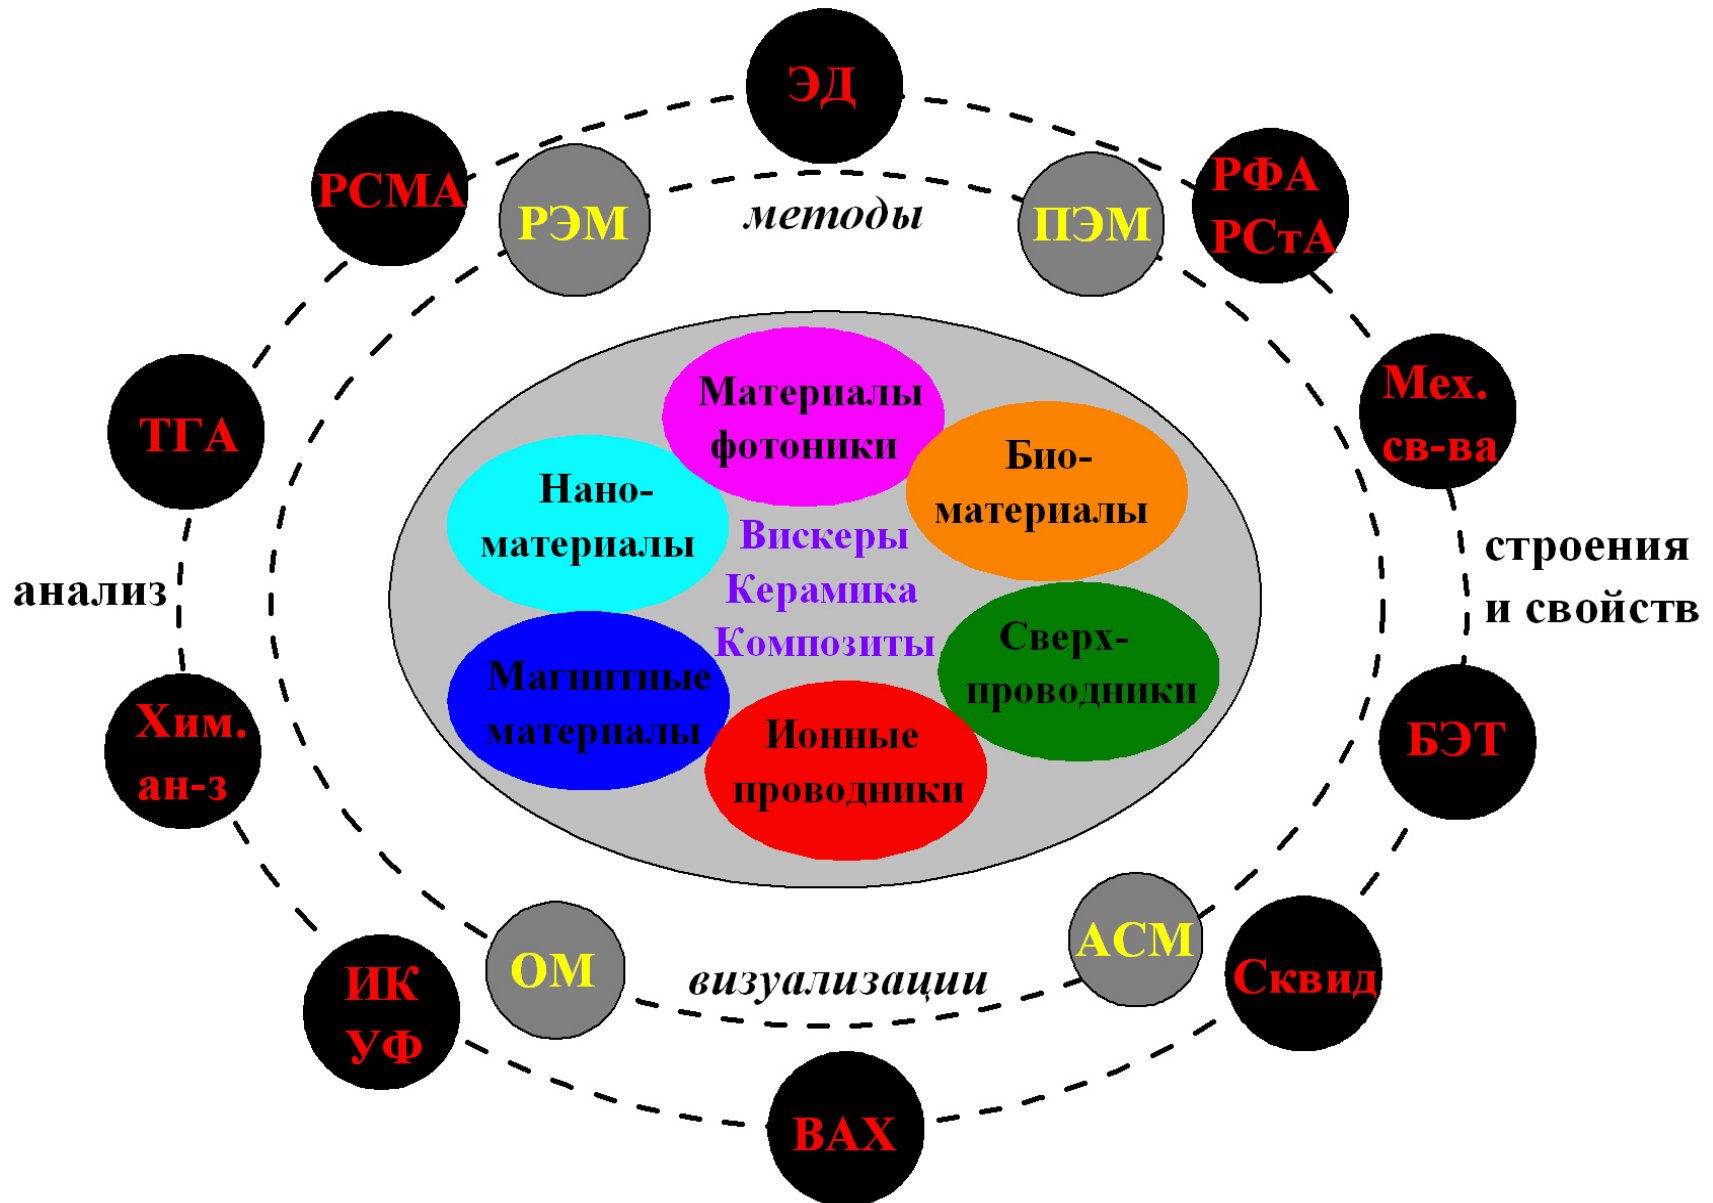 ЭД
РСМА
РЭМ
методы
ПЭМ
РФА
РСтА
ТГА
Мех.
св-ва
Материалы
фотоники
Био-
материалы
Нано-
материалы
Вискеры
Керамика
Композиты
анализ
строения
и свойств
Сверх-
проводники
Магнитные
материалы
Ионные
проводники
Хим.
ан-з
БЭТ
ОМ
визуализации
АСМ
Сквид
ИК
УФ
ВАХ